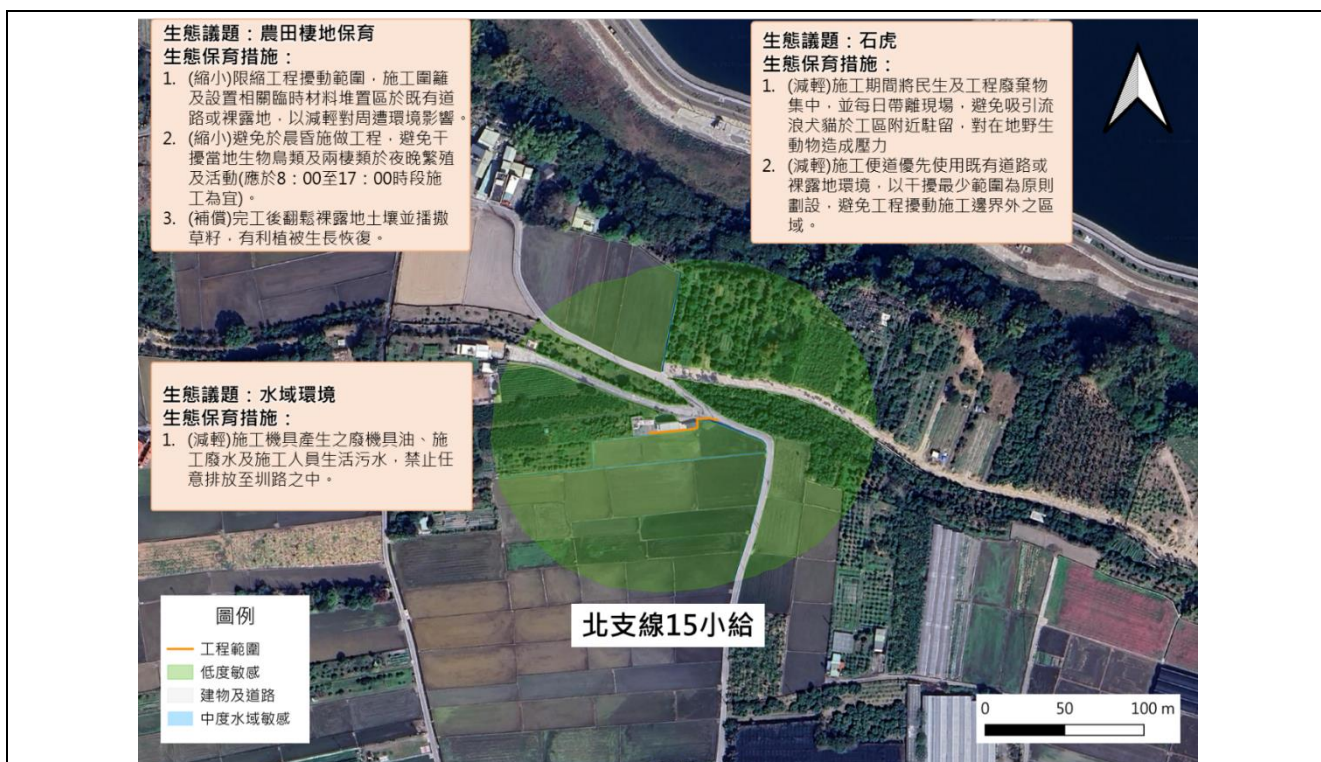 生態議題：農田棲地保育
生態保育措施：
1. (縮小)限縮工程擾動範圍，施工圍籬
及設置相關臨時材料堆置區於既有道
路或裸露地，以減輕對周遭環境影響。
2. (縮小)避免於晨昏施做工程，避免干
擾當地生物鳥類及兩棲類於夜晚繁殖
及活動(應於8：00至17：00時段施
工為宜)。
3. (補償)完工後翻鬆裸露地土壤並播撒
草籽，有利植被生長恢復。
生態議題：石虎
生態保育措施：
1. (減輕)施工期間將民生及工程廢棄物
集中，並每日帶離現場，避免吸引流
浪犬貓於工區附近駐留，對在地野生
動物造成壓力
2. (減輕)施工便道優先使用既有道路或
裸露地環境，以干擾最少範圍為原則
劃設，避免工程擾動施工邊界外之區
域。
生態議題：水域環境
生態保育措施：
1. (減輕)施工機具產生之廢機具油、施
工廢水及施工人員生活污水，禁止任
意排放至圳路之中。
北支線15小給
圖例
工程範圍
低度敏感
建物及道路
中度水域敏感
0 50 100 m